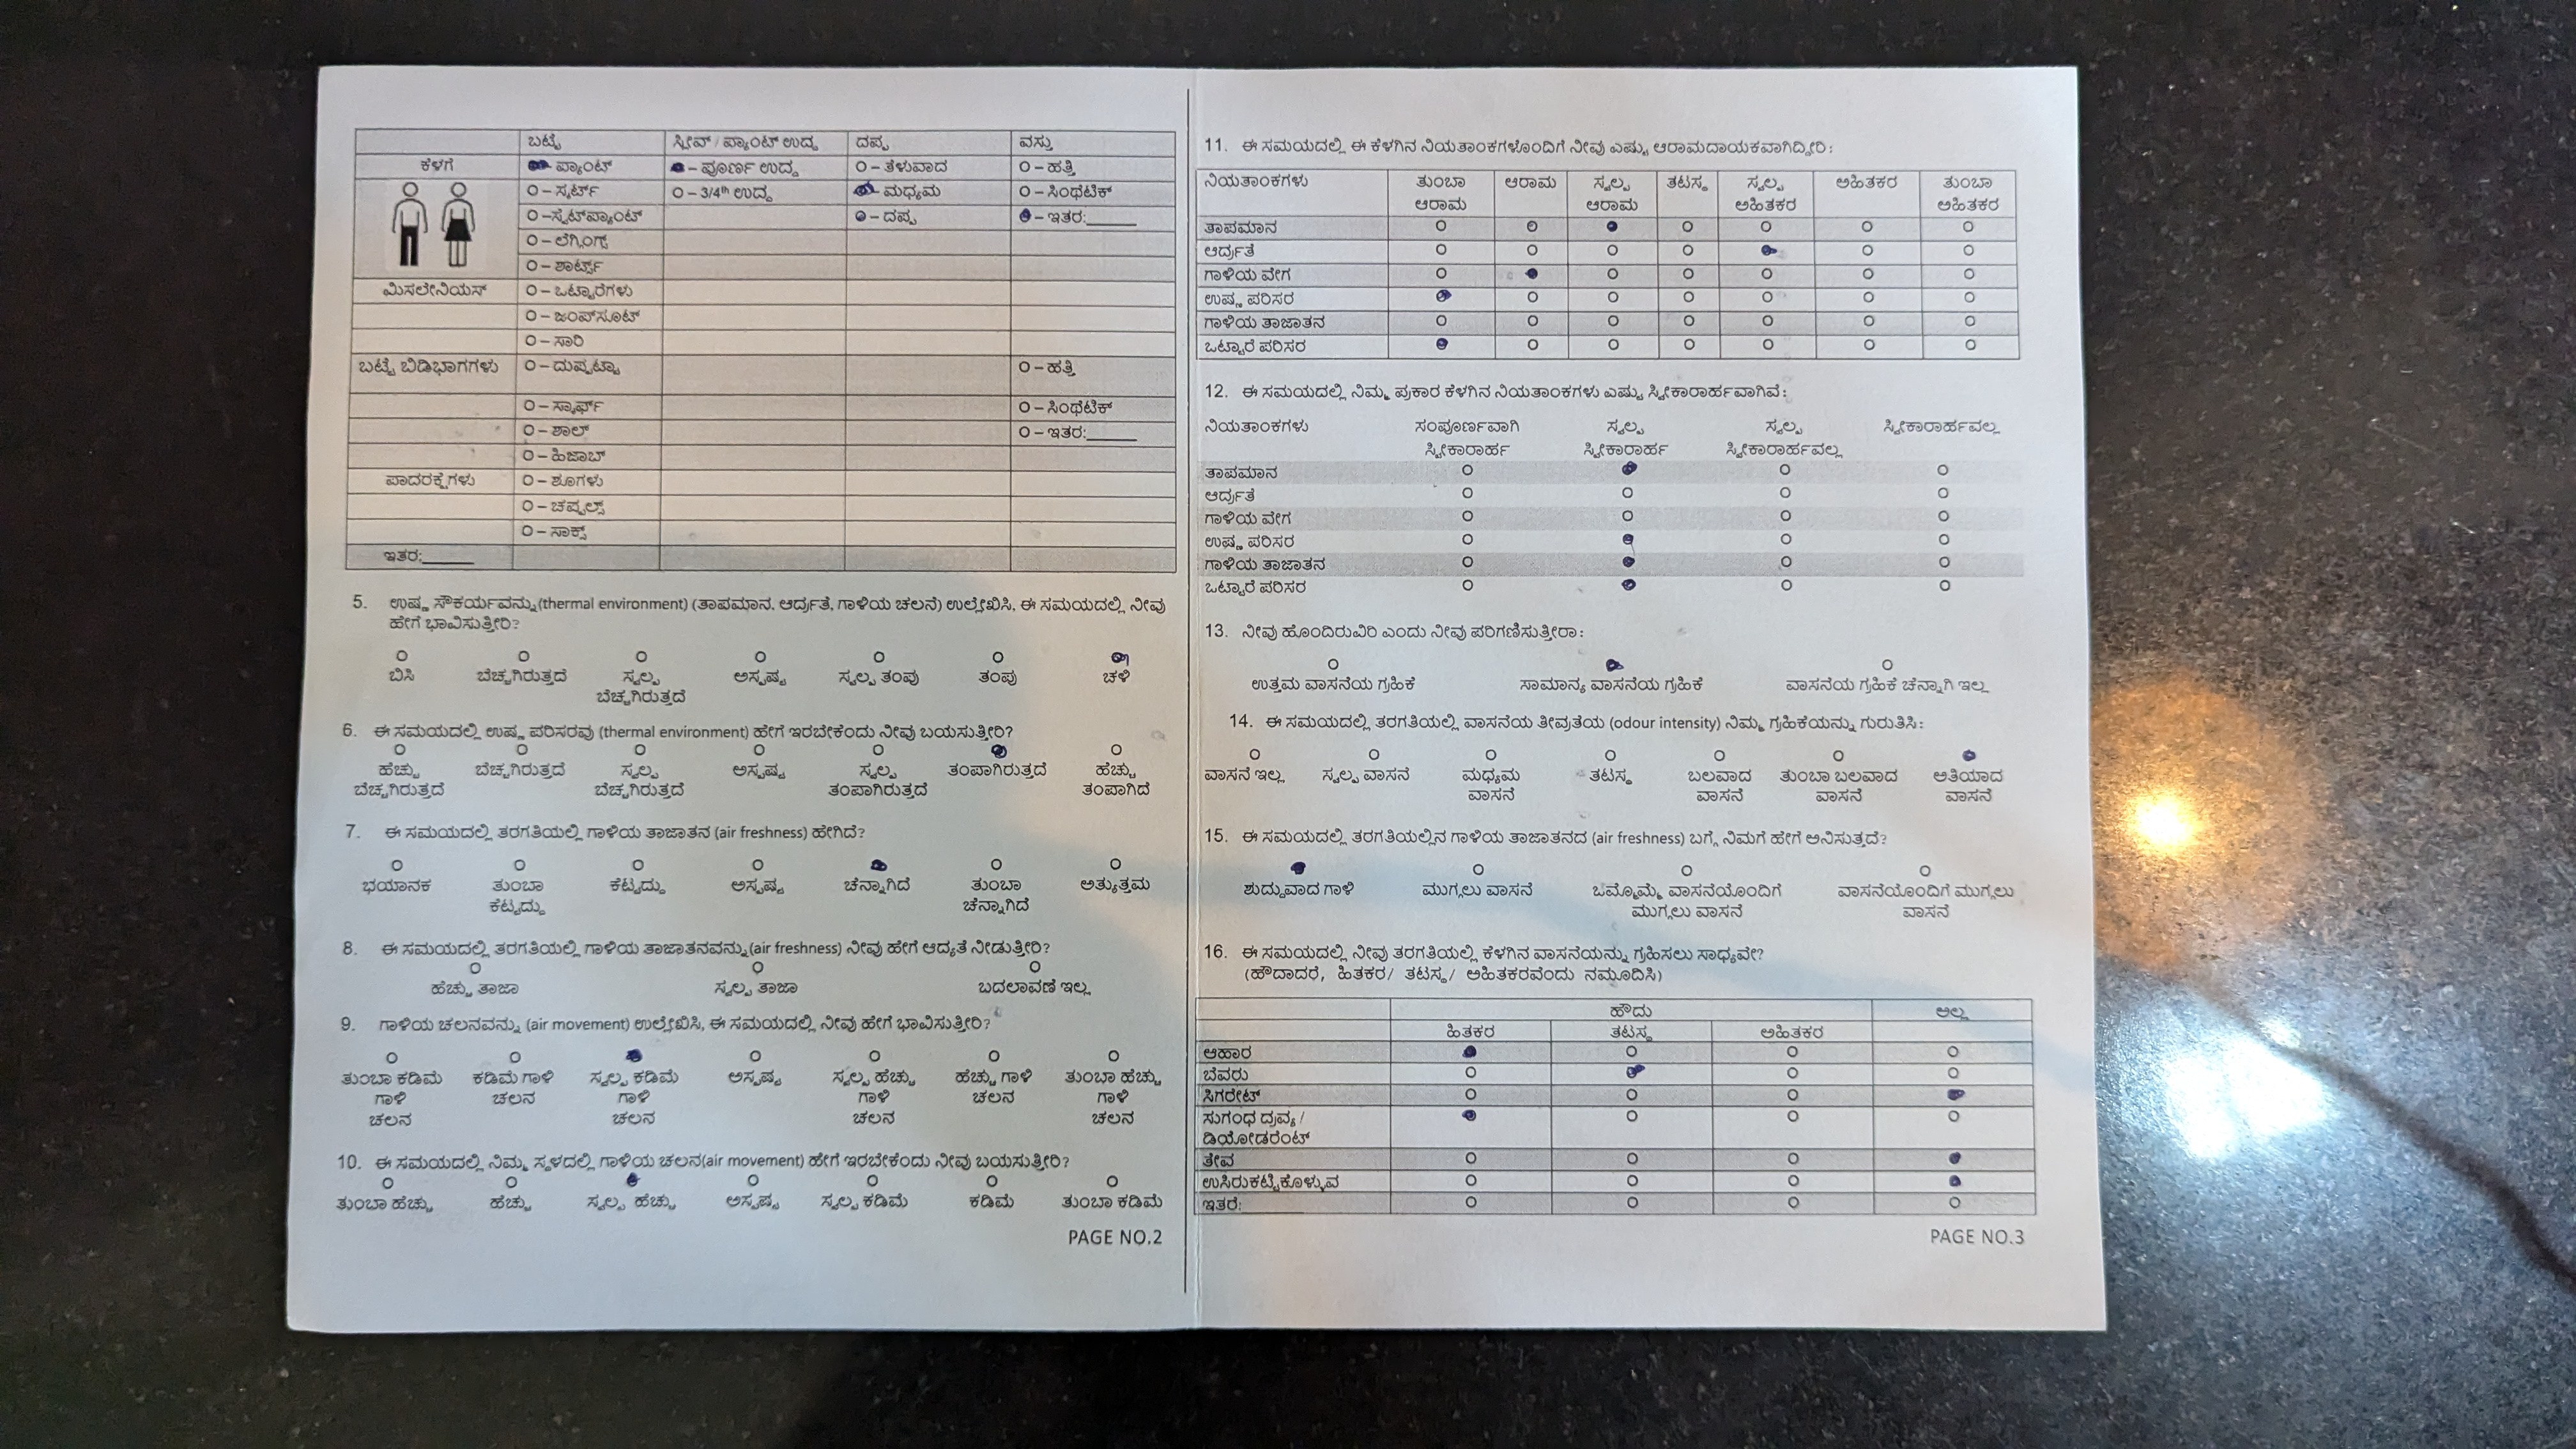 ಬಟ್ಟೆ ಸ್ಲೀವ್ / ಪ್ಯಾಂಟ್ ಉದ್ದ ದಪ್ಪ ವಸ್ತು
ಕೆಳಗೆ ಪ್ಯಾಂಟ್ – ಪೂರ್ಣ ಉದ್ದ O – ತೆಳುವಾದ O – ಹತ್ತಿ
O – ಸ್ಕರ್ಟ್ O – 3/4th ಉದ್ದ – ಮಧ್ಯಮ O – ಸಿಂಥೆಟಿಕ್
O –ಸ್ವೆಟ್‌ಪ್ಯಾಂಟ್ O – ದಪ್ಪ O – ಇತರ:______
O – ಲೆಗ್ಗಿಂಗ್ಸ್
O – ಶಾರ್ಟ್ಸ್
ಮಿಸಲೇನಿಯಸ್ O – ಒಟ್ಟಾರೆಗಳು
O – ಜಂಪ್‌ಸೂಟ್
O – ಸಾರಿ
ಬಟ್ಟೆ ಬಿಡಿಭಾಗಗಳು O – ದುಪ್ಪಟ್ಟಾ O – ಹತ್ತಿ
O – ಸ್ಕಾರ್ಫ್ O – ಸಿಂಥೆಟಿಕ್
O – ಶಾಲ್ O – ಇತರ:______
O – ಹಿಜಾಬ್
ಪಾದರಕ್ಷೆಗಳು O – ಶೂಗಳು
O – ಚಪ್ಪಲ್ಸ್
O – ಸಾಕ್ಸ್
ಇತರ:______
5. ಉಷ್ಣ ಸೌಕರ್ಯವನ್ನು (thermal environment) (ತಾಪಮಾನ, ಆರ್ದ್ರತೆ, ಗಾಳಿಯ ಚಲನೆ) ಉಲ್ಲೇಖಿಸಿ, ಈ ಸಮಯದಲ್ಲಿ ನೀವು
ಹೇಗೆ ಭಾವಿಸುತ್ತೀರಿ?
ಬಿಸಿ ಬೆಚ್ಚಗಿರುತ್ತದೆ ಸ್ವಲ್ಪ ಅಸ್ಪಷ್ಟ ಸ್ವಲ್ಪ ತಂಪು ತಂಪು ಚಳಿ
ಬೆಚ್ಚಗಿರುತ್ತದೆ
6. ಈ ಸಮಯದಲ್ಲಿ ಉಷ್ಣ ಪರಿಸರವು (thermal environment) ಹೇಗೆ ಇರಬೇಕೆಂದು ನೀವು ಬಯಸುತ್ತೀರಿ?
ಹೆಚ್ಚು ಬೆಚ್ಚಗಿರುತ್ತದೆ ಸ್ವಲ್ಪ ಅಸ್ಪಷ್ಟ ಸ್ವಲ್ಪ ತಂಪಾಗಿರುತ್ತದೆ ಹೆಚ್ಚು
ಬೆಚ್ಚಗಿರುತ್ತದೆ ಬೆಚ್ಚಗಿರುತ್ತದೆ ತಂಪಾಗಿರುತ್ತದೆ ತಂಪಾಗಿದೆ
7. ಈ ಸಮಯದಲ್ಲಿ ತರಗತಿಯಲ್ಲಿ ಗಾಳಿಯ ತಾಜಾತನ (air freshness) ಹೇಗಿದೆ?
ಭಯಾನಕ ತುಂಬಾ ಕೆಟ್ಟದ್ದು ಅಸ್ಪಷ್ಟ ಚೆನ್ನಾಗಿದೆ ತುಂಬಾ ಅತ್ಯುತ್ತಮ
ಕೆಟ್ಟದ್ದು ಚೆನ್ನಾಗಿದೆ
8. ಈ ಸಮಯದಲ್ಲಿ ತರಗತಿಯಲ್ಲಿ ಗಾಳಿಯ ತಾಜಾತನವನ್ನು (air freshness) ನೀವು ಹೇಗೆ ಆದ್ಯತೆ ನೀಡುತ್ತೀರಿ?
ಹೆಚ್ಚು ತಾಜಾ ಸ್ವಲ್ಪ ತಾಜಾ ಬದಲಾವಣೆ ಇಲ್ಲ
9. ಗಾಳಿಯ ಚಲನವನ್ನು (air movement) ಉಲ್ಲೇಖಿಸಿ, ಈ ಸಮಯದಲ್ಲಿ ನೀವು ಹೇಗೆ ಭಾವಿಸುತ್ತೀರಿ?
ತುಂಬಾ ಕಡಿಮೆ ಕಡಿಮೆ ಗಾಳಿ ಸ್ವಲ್ಪ ಕಡಿಮೆ ಅಸ್ಪಷ್ಟ ಸ್ವಲ್ಪ ಹೆಚ್ಚು ಹೆಚ್ಚು ಗಾಳಿ ತುಂಬಾ ಹೆಚ್ಚು
ಗಾಳಿ ಚಲನ ಗಾಳಿ ಗಾಳಿ ಚಲನ ಗಾಳಿ
ಚಲನ ಚಲನ ಚಲನ ಚಲನ
10. ಈ ಸಮಯದಲ್ಲಿ ನಿಮ್ಮ ಸ್ಥಳದಲ್ಲಿ ಗಾಳಿಯ ಚಲನ(air movement) ಹೇಗೆ ಇರಬೇಕೆಂದು ನೀವು ಬಯಸುತ್ತೀರಿ?
ತುಂಬಾ ಹೆಚ್ಚು ಹೆಚ್ಚು ಸ್ವಲ್ಪ ಹೆಚ್ಚು ಅಸ್ಪಷ್ಟ ಸ್ವಲ್ಪ ಕಡಿಮೆ ಕಡಿಮೆ ತುಂಬಾ ಕಡಿಮೆ
PAGE NO.2
11. ಈ ಸಮಯದಲ್ಲಿ ಈ ಕೆಳಗಿನ ನಿಯತಾಂಕಗಳೊಂದಿಗೆ ನೀವು ಎಷ್ಟು ಆರಾಮದಾಯಕವಾಗಿದ್ದೀರಿ:
ನಿಯತಾಂಕಗಳು ತುಂಬಾ ಆರಾಮ ಸ್ವಲ್ಪ ತಟಸ್ಥ ಸ್ವಲ್ಪ ಅಹಿತಕರ ತುಂಬಾ
ಆರಾಮ ಆರಾಮ ಅಹಿತಕರ ಅಹಿತಕರ
ತಾಪಮಾನ
ಆರ್ದ್ರತೆ
ಗಾಳಿಯ ವೇಗ
ಉಷ್ಣ ಪರಿಸರ
ಗಾಳಿಯ ತಾಜಾತನ
ಒಟ್ಟಾರೆ ಪರಿಸರ
12. ಈ ಸಮಯದಲ್ಲಿ ನಿಮ್ಮ ಪ್ರಕಾರ ಕೆಳಗಿನ ನಿಯತಾಂಕಗಳು ಎಷ್ಟು ಸ್ವೀಕಾರಾರ್ಹವಾಗಿವೆ:
ನಿಯತಾಂಕಗಳು ಸಂಪೂರ್ಣವಾಗಿ ಸ್ವಲ್ಪ ಸ್ವಲ್ಪ ಸ್ವೀಕಾರಾರ್ಹವಲ್ಲ
ಸ್ವೀಕಾರಾರ್ಹ ಸ್ವೀಕಾರಾರ್ಹ ಸ್ವೀಕಾರಾರ್ಹವಲ್ಲ
ತಾಪಮಾನ
ಆರ್ದ್ರತೆ
ಗಾಳಿಯ ವೇಗ
ಉಷ್ಣ ಪರಿಸರ
ಗಾಳಿಯ ತಾಜಾತನ
ಒಟ್ಟಾರೆ ಪರಿಸರ
13. ನೀವು ಹೊಂದಿರುವಿರಿ ಎಂದು ನೀವು ಪರಿಗಣಿಸುತ್ತೀರಾ:
ಉತ್ತಮ ವಾಸನೆಯ ಗ್ರಹಿಕೆ ಸಾಮಾನ್ಯ ವಾಸನೆಯ ಗ್ರಹಿಕೆ ವಾಸನೆಯ ಗ್ರಹಿಕೆ ಚೆನ್ನಾಗಿ ಇಲ್ಲ
14. ಈ ಸಮಯದಲ್ಲಿ ತರಗತಿಯಲ್ಲಿ ವಾಸನೆಯ ತೀವ್ರತೆಯ (odour intensity) ನಿಮ್ಮ ಗ್ರಹಿಕೆಯನ್ನು ಗುರುತಿಸಿ:
ವಾಸನೆ ಇಲ್ಲ ಸ್ವಲ್ಪ ವಾಸನೆ ಮಧ್ಯಮ ತಟಸ್ಥ ಬಲವಾದ ತುಂಬಾ ಬಲವಾದ ಅತಿಯಾದ
ವಾಸನೆ ವಾಸನೆ ವಾಸನೆ ವಾಸನೆ
15. ಈ ಸಮಯದಲ್ಲಿ ತರಗತಿಯಲ್ಲಿನ ಗಾಳಿಯ ತಾಜಾತನದ (air freshness) ಬಗ್ಗೆ ನಿಮಗೆ ಹೇಗೆ ಅನಿಸುತ್ತದೆ?
ಶುದ್ಧವಾದ ಗಾಳಿ ಮುಗ್ಗಲು ವಾಸನೆ ಒಮ್ಮೊಮ್ಮೆ ವಾಸನೆಯೊಂದಿಗೆ ವಾಸನೆಯೊಂದಿಗೆ ಮುಗ್ಗಲು
ಮುಗ್ಗಲು ವಾಸನೆ ವಾಸನೆ
16. ಈ ಸಮಯದಲ್ಲಿ ನೀವು ತರಗತಿಯಲ್ಲಿ ಕೆಳಗಿನ ವಾಸನೆಯನ್ನು ಗ್ರಹಿಸಲು ಸಾಧ್ಯವೇ?
(ಹೌದಾದರೆ, ಹಿತಕರ/ ತಟಸ್ಥ/ ಅಹಿತಕರವೆಂದು ನಮೂದಿಸಿ)
ಹೌದು ಅಲ್ಲ
ಹಿತಕರ ತಟಸ್ಥ ಅಹಿತಕರ
ಆಹಾರ
ಬೆವರು
ಸಿಗರೇಟ್
ಸುಗಂಧ ದ್ರವ್ಯ /
ಡಿಯೋಡರೆಂಟ್
ತೇವ
ಉಸಿರುಕಟ್ಟಿಕೊಳ್ಳುವ
ಇತರೆ:______
PAGE NO.3